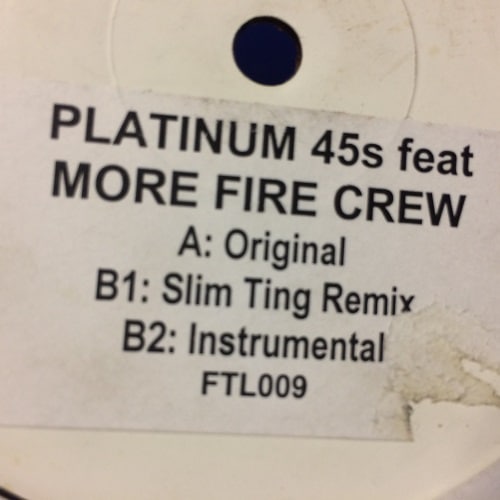 PLATINUM 45s feat
MORE FIRE CREW
A: Original
B1: Slim Ting Remix
B2: Instrumental
FTL009